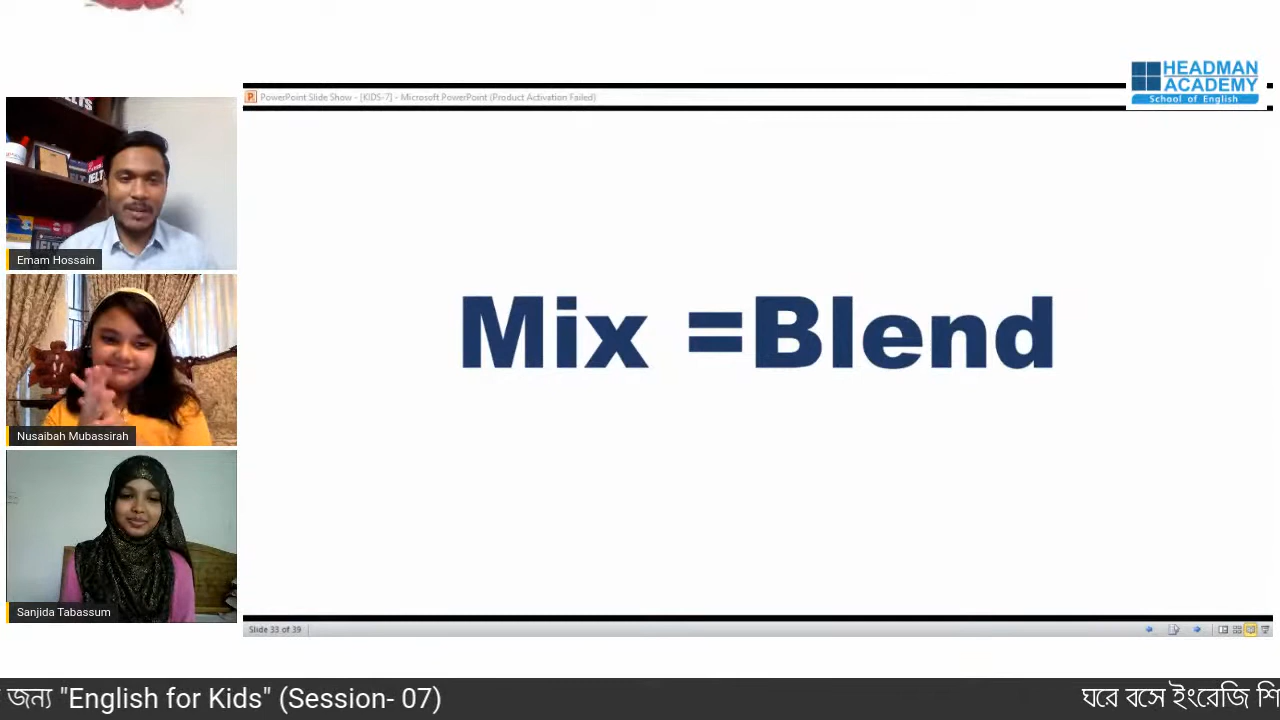 HEADMAN
ACADEMY
School of English
PowerPoint Slide Show - [KIDS-7] - Microsoft PowerPoint (Product Activation Failed)
Emam Hossain
Mix =Blend
Nusaibah Mubassirah
Sanjida Tabassum
Slide 33 of 39
জন্য "English for Kids" (Session- 07)
ঘরে বসে ইংরেজি শি